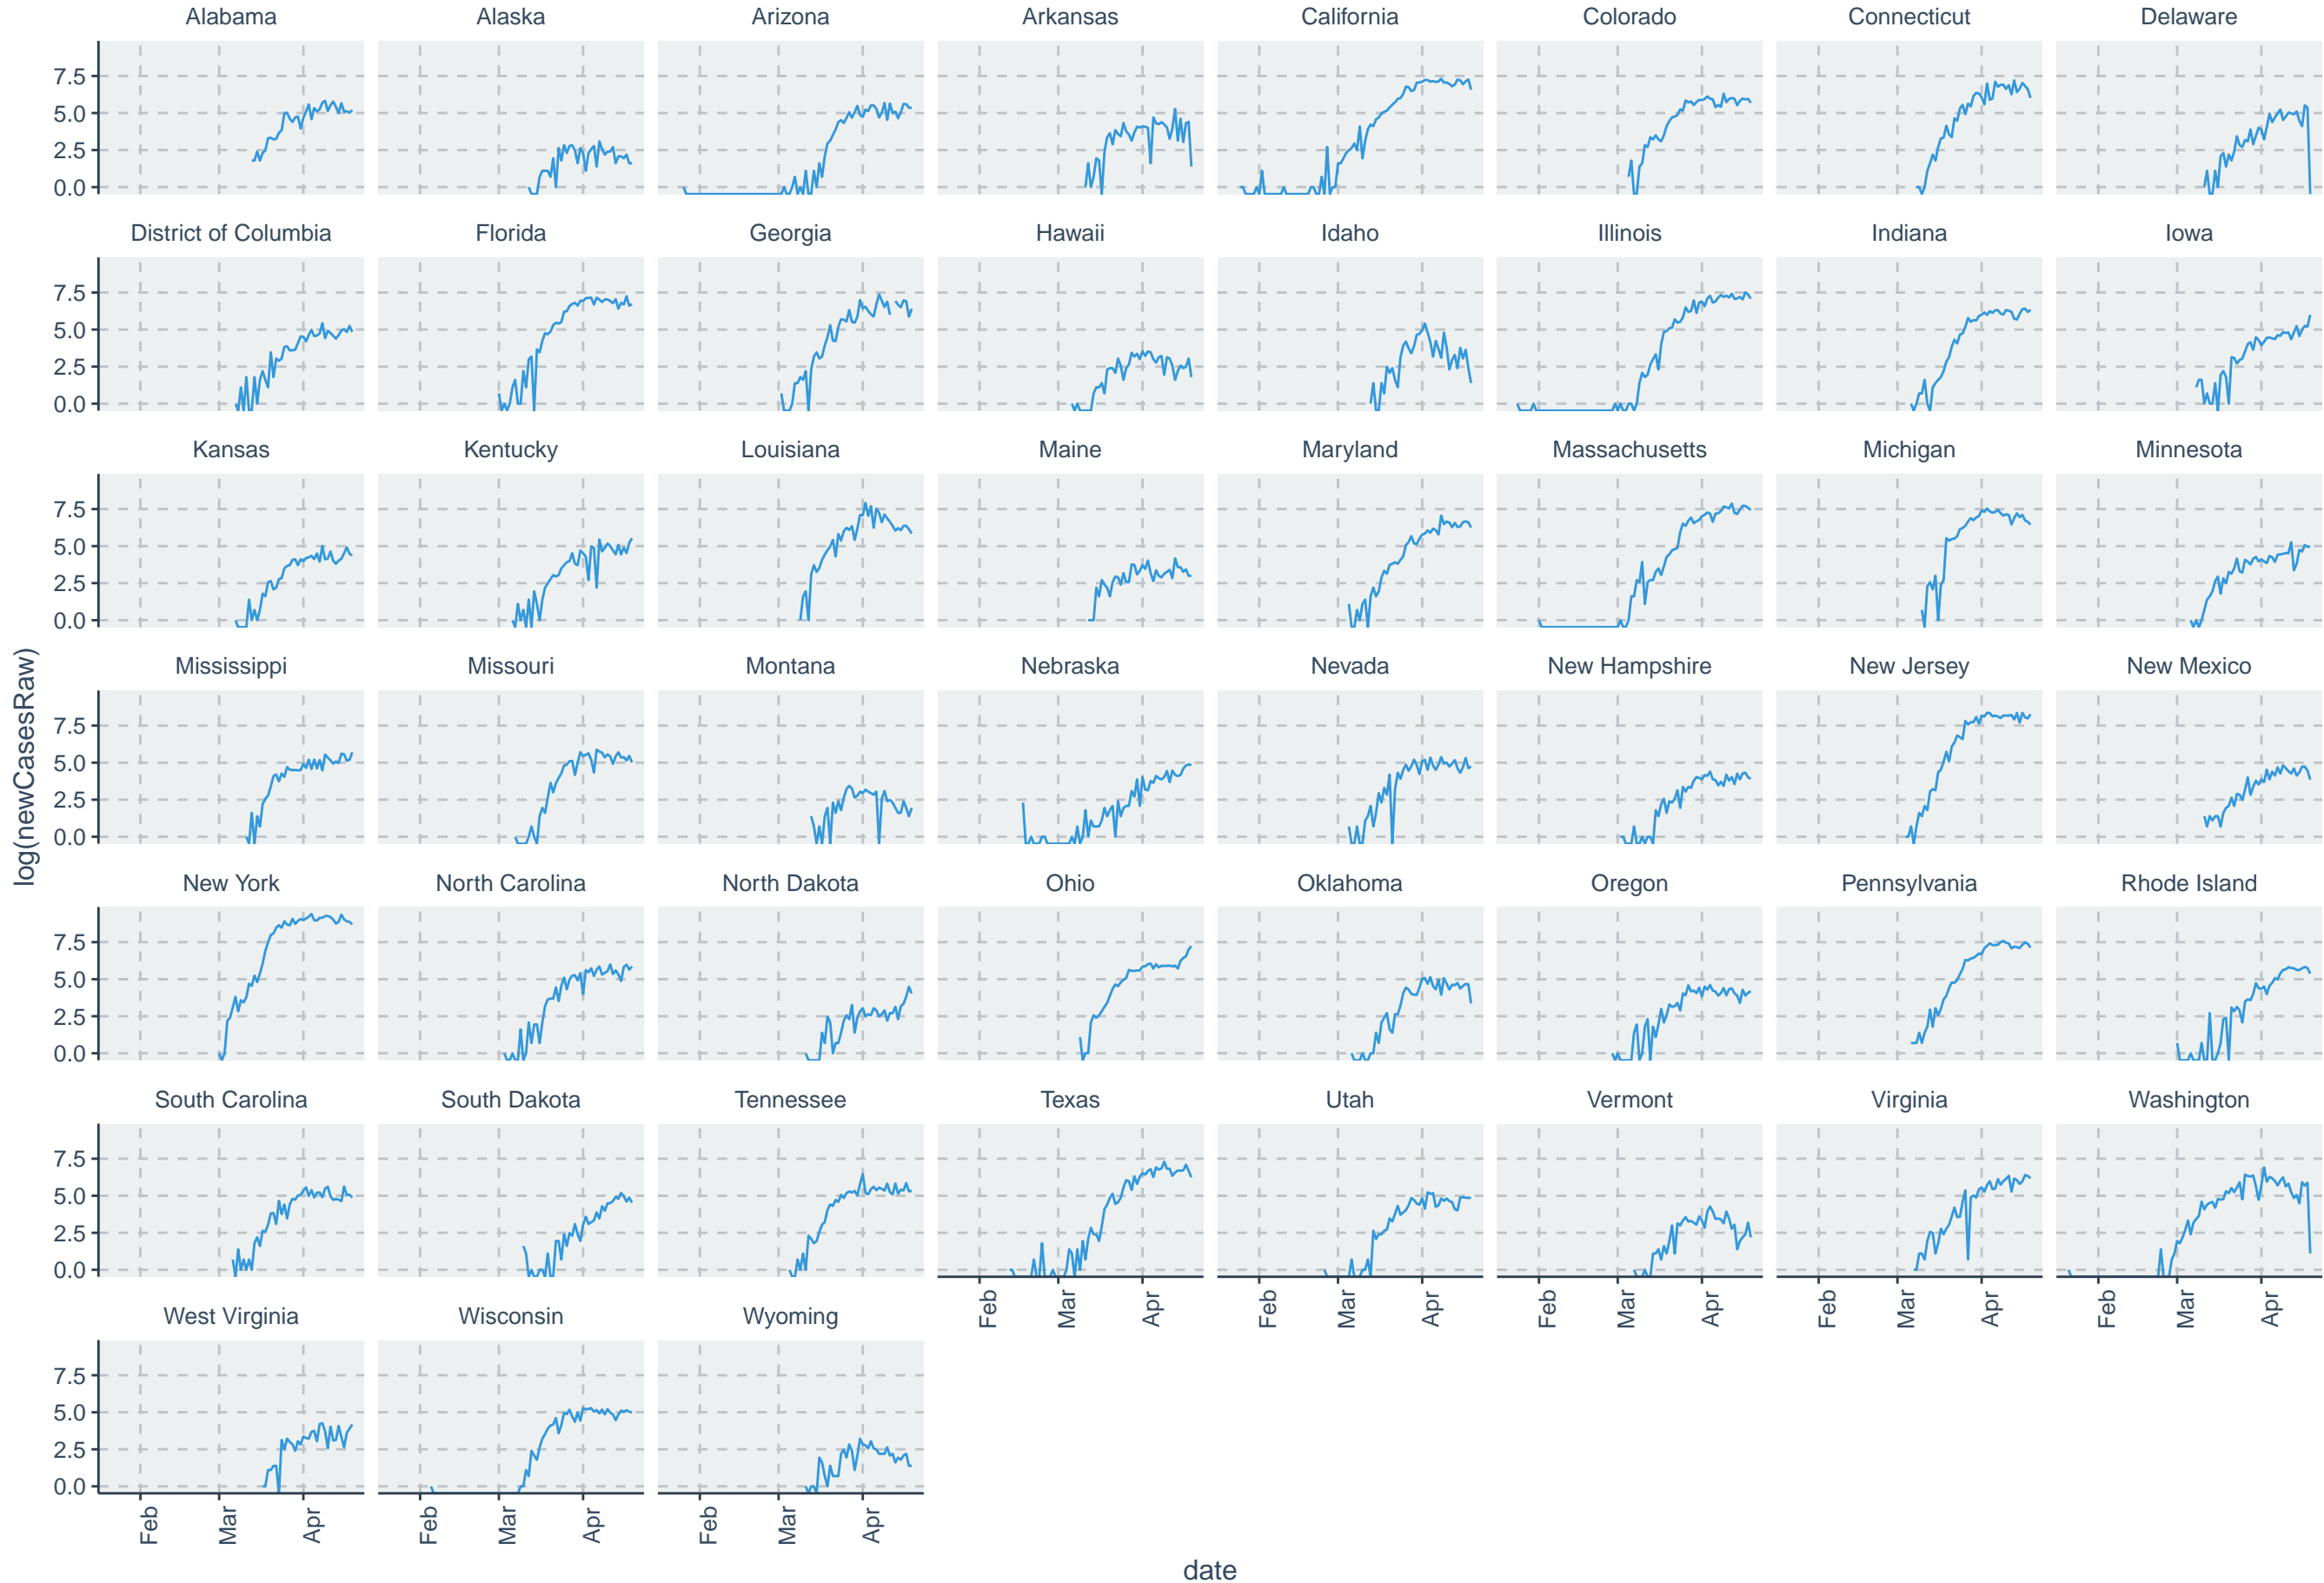 Alabama Alaska Arizona Arkansas California Colorado Connecticut Delaware
7.5
5.0
2.5
0.0
District of Columbia Florida Georgia Hawaii Idaho Illinois Indiana Iowa
7.5
5.0
2.5
0.0
Kansas Kentucky Louisiana Maine Maryland Massachusetts Michigan Minnesota
7.5
5.0
2.5
0.0
log(newCasesRaw)
Mississippi Missouri Montana Nebraska Nevada New Hampshire New Jersey New Mexico
7.5
5.0
2.5
0.0
New York North Carolina North Dakota Ohio Oklahoma Oregon Pennsylvania Rhode Island
7.5
5.0
2.5
0.0
South Carolina South Dakota Tennessee Texas Utah Vermont Virginia Washington
7.5
5.0
2.5
0.0
Feb Mar Apr Feb Mar Apr Feb Mar Apr Feb Mar Apr Feb Mar Apr
West Virginia Wisconsin Wyoming
7.5
5.0
2.5
0.0
Feb Mar Apr Feb Mar Apr Feb Mar Apr
date